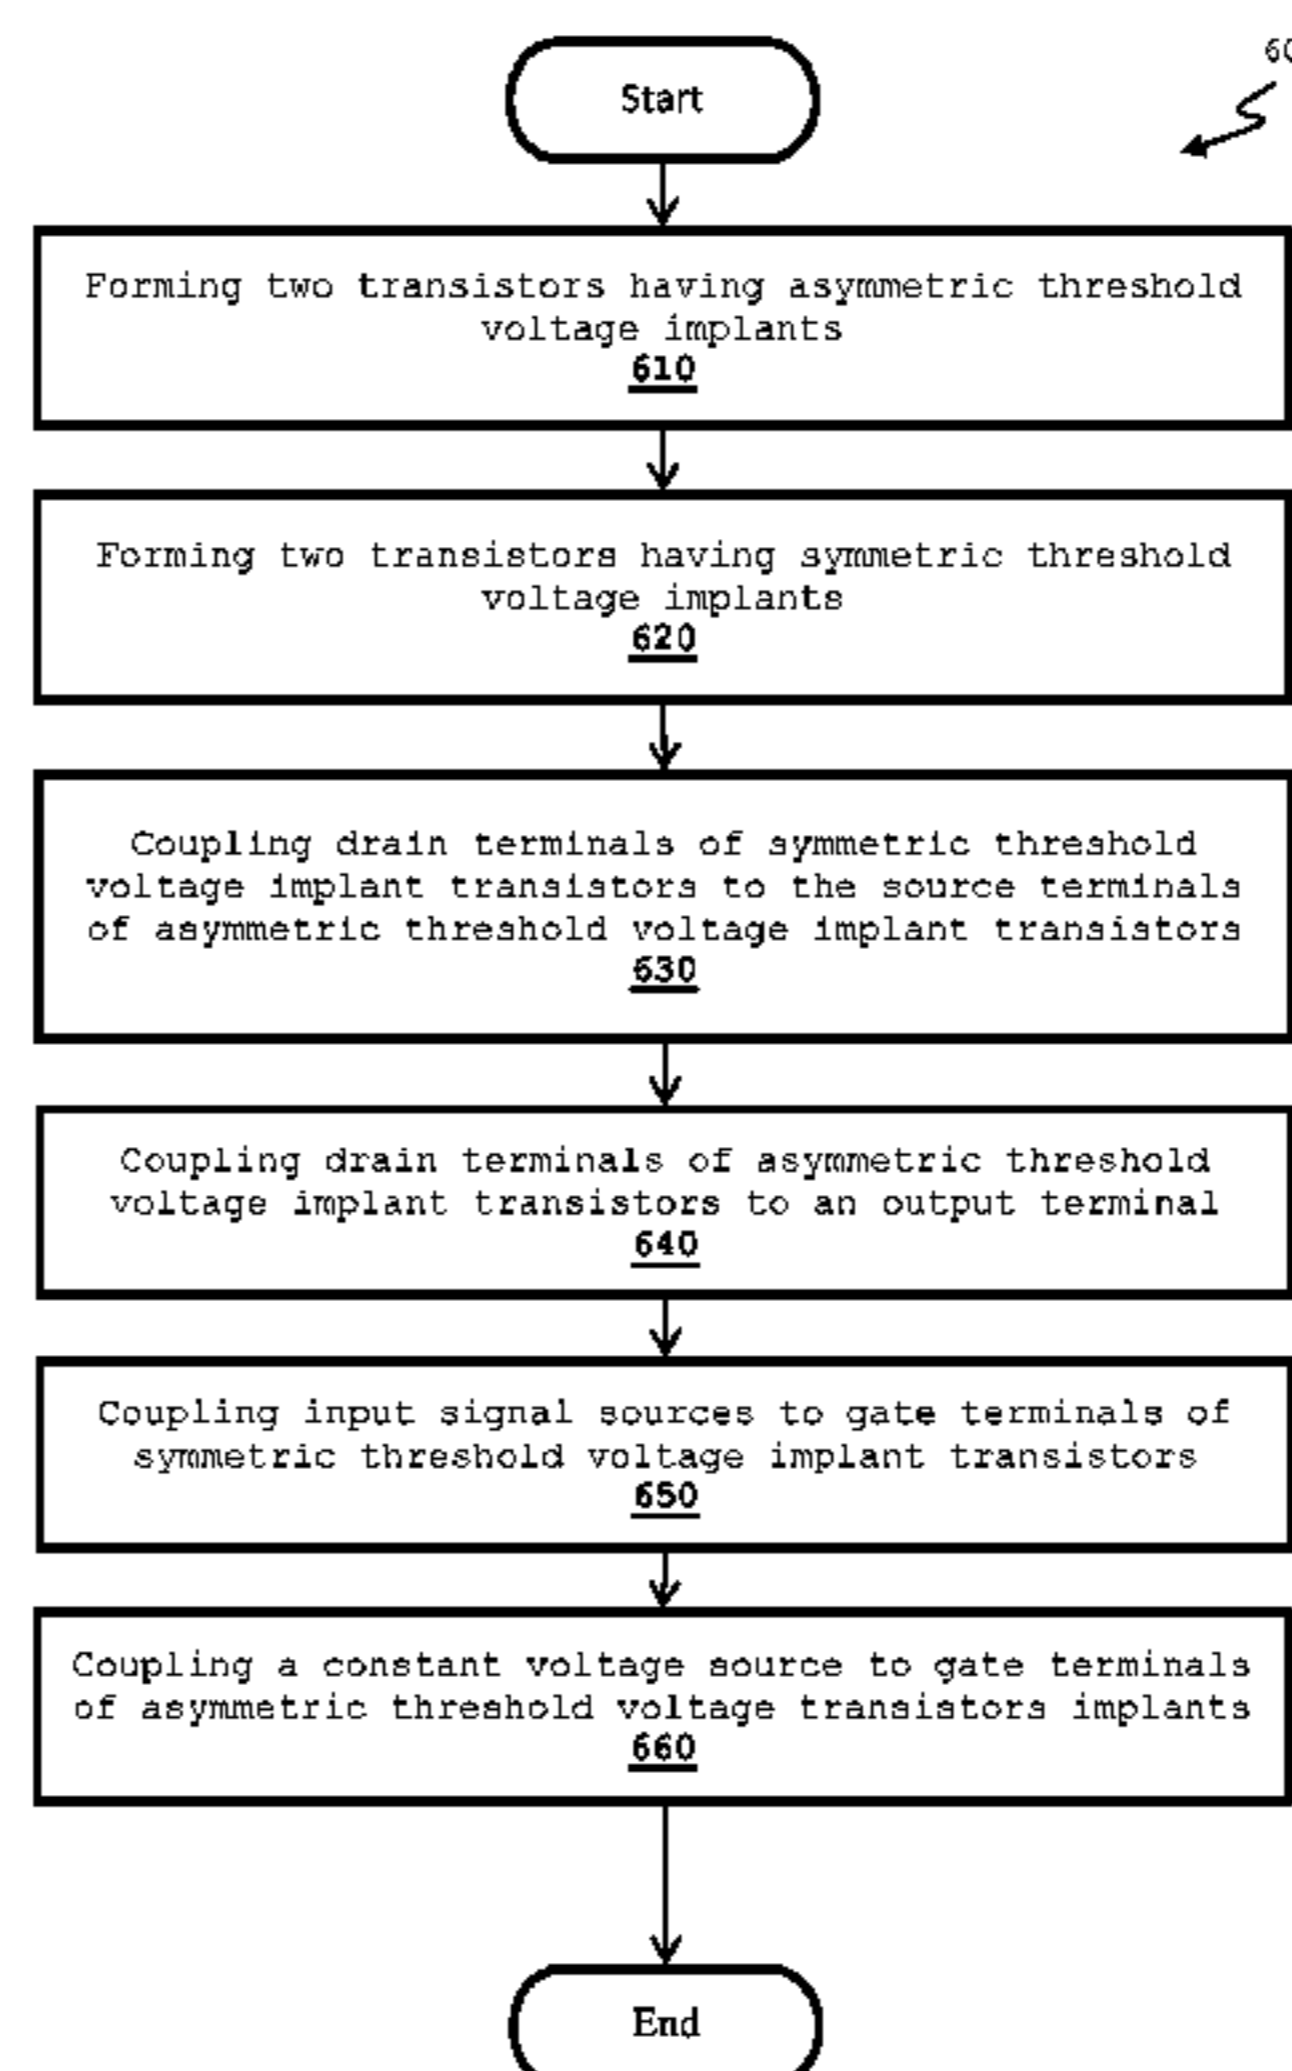 Start
Forming two transistors having asymmetric threshold
voltage implants
610
Forming two transistors having symmetric threshold
voltage implants
620
Coupling drain terminals of symmetric threshold
voltage implant transistors to the source terminals
of asymmetric threshold voltage implant transistors
630
Coupling drain terminals of asymmetric threshold
voltage implant transistors to an output terminal
640
Coupling input signal sources to gate terminals of
symmetric threshold voltage implant transistors
650
Coupling a constant voltage source to gate terminals
of asymmetric threshold voltage transistors implants
660
End